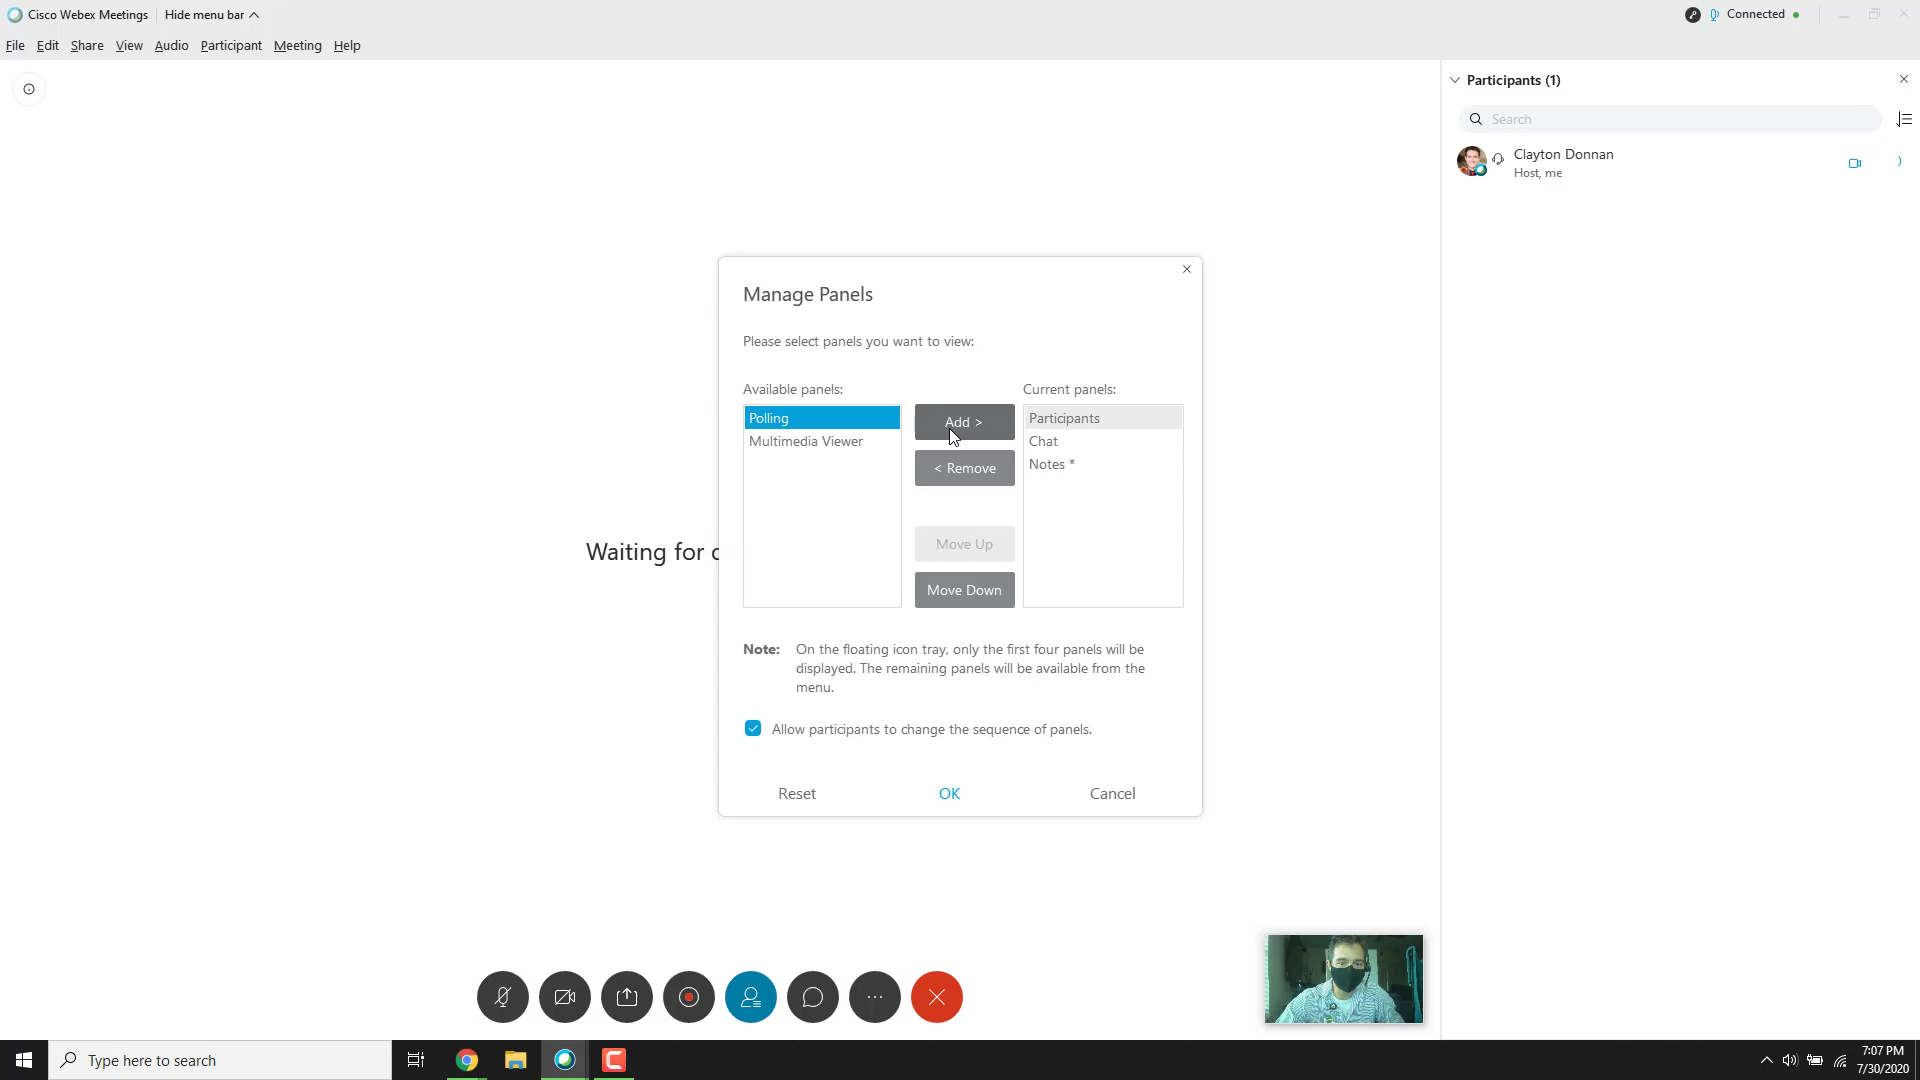 Cisco Webex Meetings
Hide menu bar
Connected
File Edit Share View Audio Participant Meeting Help
Participants (1)
Search
Clayton Donnan
Host, me
Manage Panels
Please select panels you want to view:
Available panels:
Current panels:
Polling
Multimedia Viewer
Add >
< Remove
Move Up
Move Down
Participants
Chat
Notes *
Waiting for
Note: On the floating icon tray, only the first four panels will be
displayed. The remaining panels will be available from the
menu.
Allow participants to change the sequence of panels.
Reset
OK
Cancel
Type here to search
7:07 PM
7/30/2020